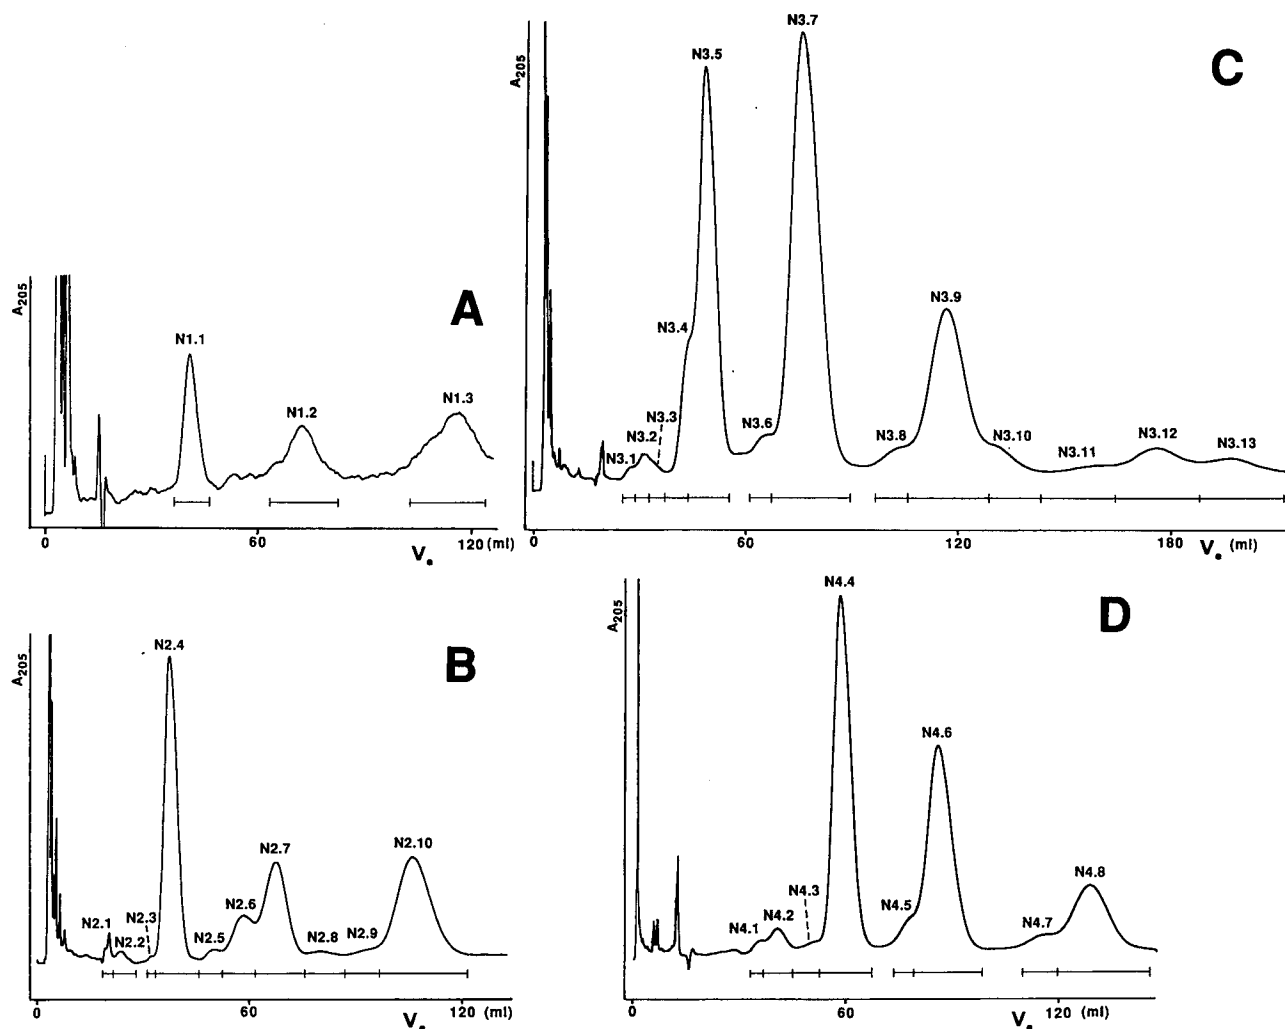 A
A205
N1.1
N1.2
N1.3
0
60
120 (ml)
Ve
B
A205
N2.1
N2.2
N2.3
N2.4
N2.5
N2.6
N2.7
N2.8
N2.9
N2.10
0
60
120 (ml)
Ve
C
A205
N3.1
N3.2
N3.3
N3.4
N3.5
N3.6
N3.7
N3.8
N3.9
N3.10
N3.11
N3.12
N3.13
0
60
120
180
Ve (ml)
D
A205
N4.1
N4.2
N4.3
N4.4
N4.5
N4.6
N4.7
N4.8
0
60
120
Ve (ml)